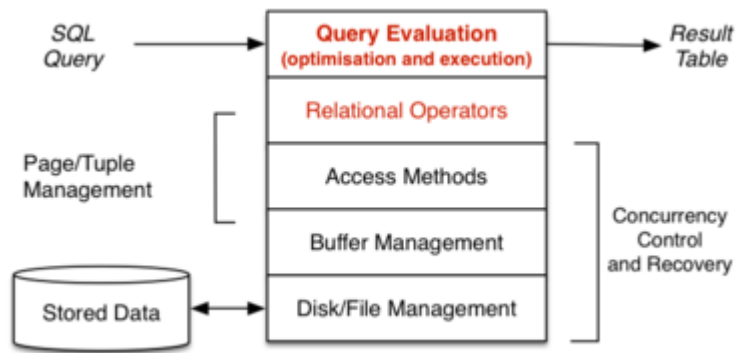 SQL
Query
Query Evaluation
(optimisation and execution)
Result
Table
Relational Operators
Page/Tuple
Management
Access Methods
Buffer Management
Concurrency
Control
and Recovery
Stored Data
Disk/File Management